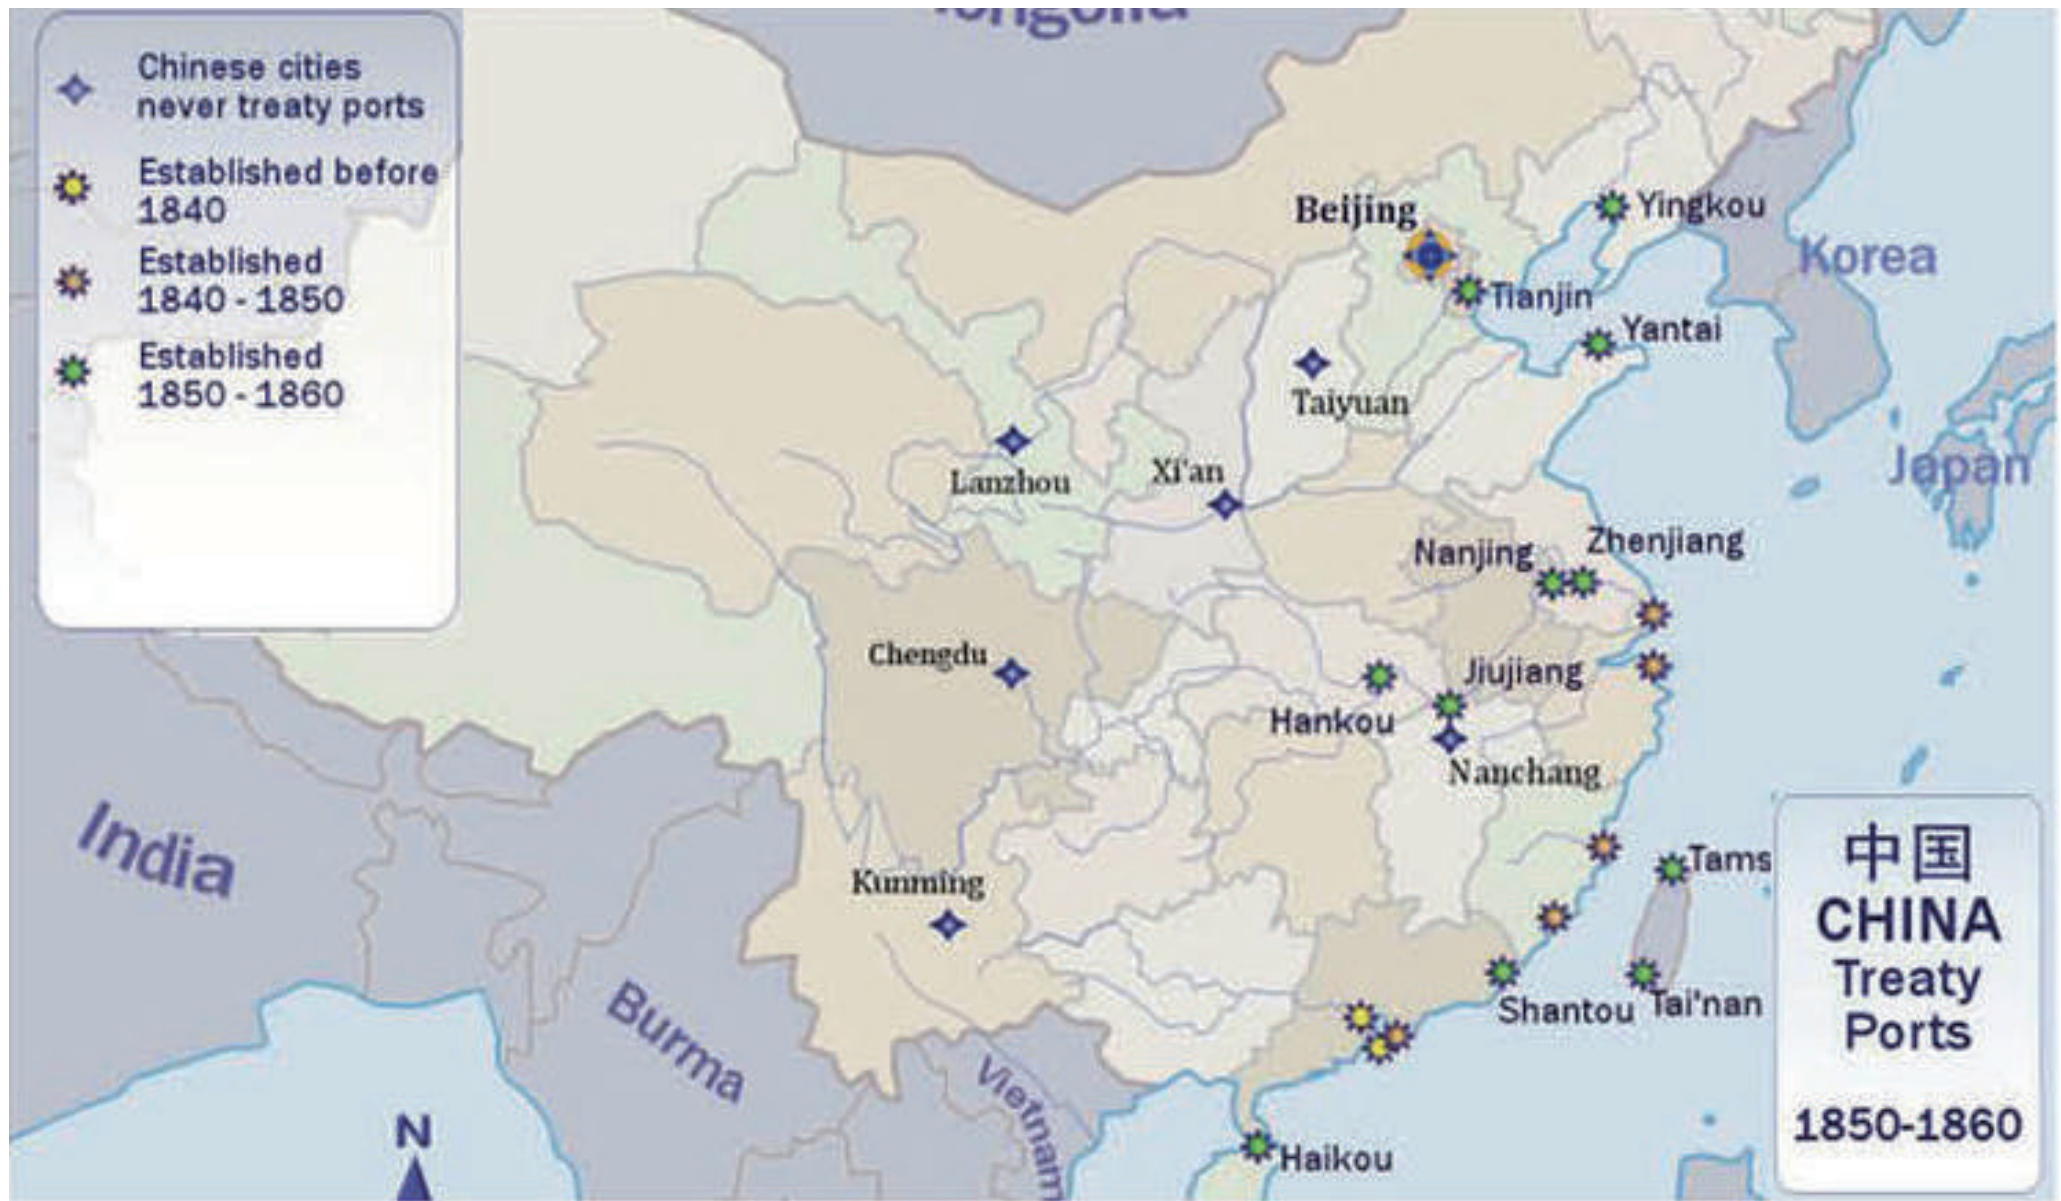 Mongolia
Chinese cities
never treaty ports
Established before
1840
Established
1840 - 1850
Established
1850 - 1860
Beijing
Yingkou
Korea
Tianjin
Yantai
Taiyuan
Lanzhou
Xi'an
Japan
Nanjing
Zhenjiang
Chengdu
Jiujiang
Hankou
Nanchang
India
Kunming
Tams
Shantou
Tai'nan
Burma
Vietnam
Haikou
N
中国
CHINA
Treaty
Ports
1850-1860